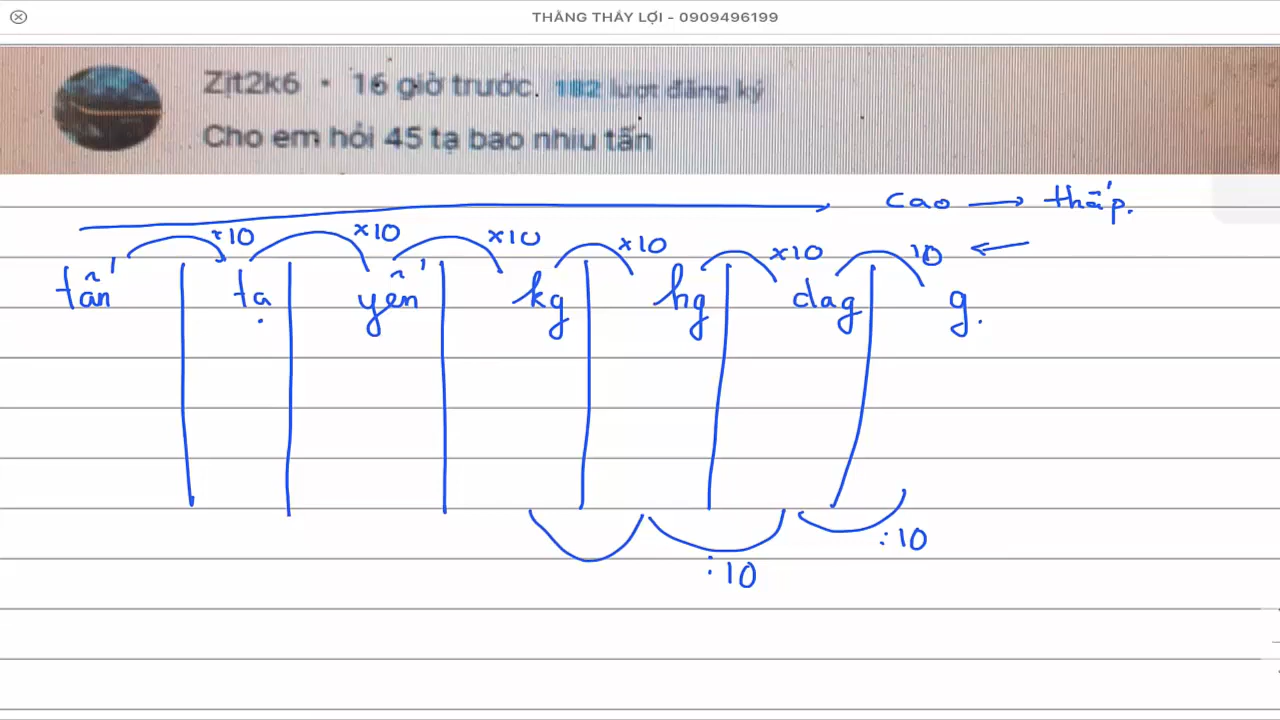 THẦNG THẦY LỢI - 0909496199
Zịt2k6 • 16 giờ trước. 182 lượt đăng ký
Cho em hỏi 45 tạ bao nhiu tấn
cao → thấp.
×10 ×10 ×10 ×10 ×10 10 ←
tấn tạ yến kg hg dag g.
:10
:10